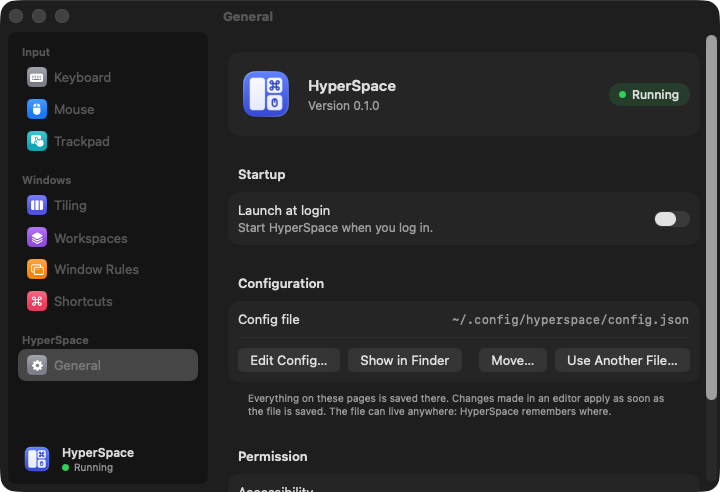 General
Input
Keyboard
Mouse
Trackpad
Windows
Tiling
Workspaces
Window Rules
Shortcuts
HyperSpace
General
HyperSpace
Running
HyperSpace
Version 0.1.0
Running
Startup
Launch at login
Start HyperSpace when you log in.
Configuration
Config file
~/.config/hyperspace/config.json
Edit Config...
Show in Finder
Move...
Use Another File...
Everything on these pages is saved there. Changes made in an editor apply as soon as
the file is saved. The file can live anywhere: HyperSpace remembers where.
Permission
Accessibility